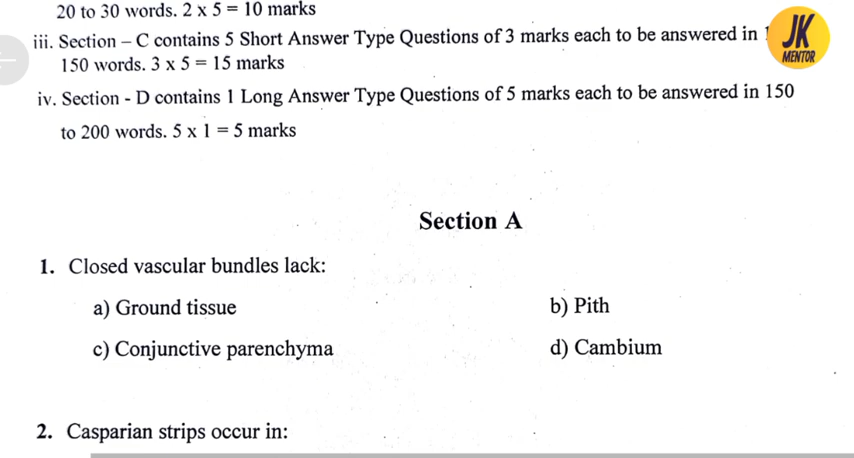 20 to 30 words. 2 x 5 = 10 marks
iii. Section – C contains 5 Short Answer Type Questions of 3 marks each to be answered in
JK
MENTOR
150 words. 3 x 5 = 15 marks
iv. Section - D contains 1 Long Answer Type Questions of 5 marks each to be answered in 150
to 200 words. 5 x 1 = 5 marks
Section A
1. Closed vascular bundles lack:
a) Ground tissue b) Pith
c) Conjunctive parenchyma d) Cambium
2. Casparian strips occur in: